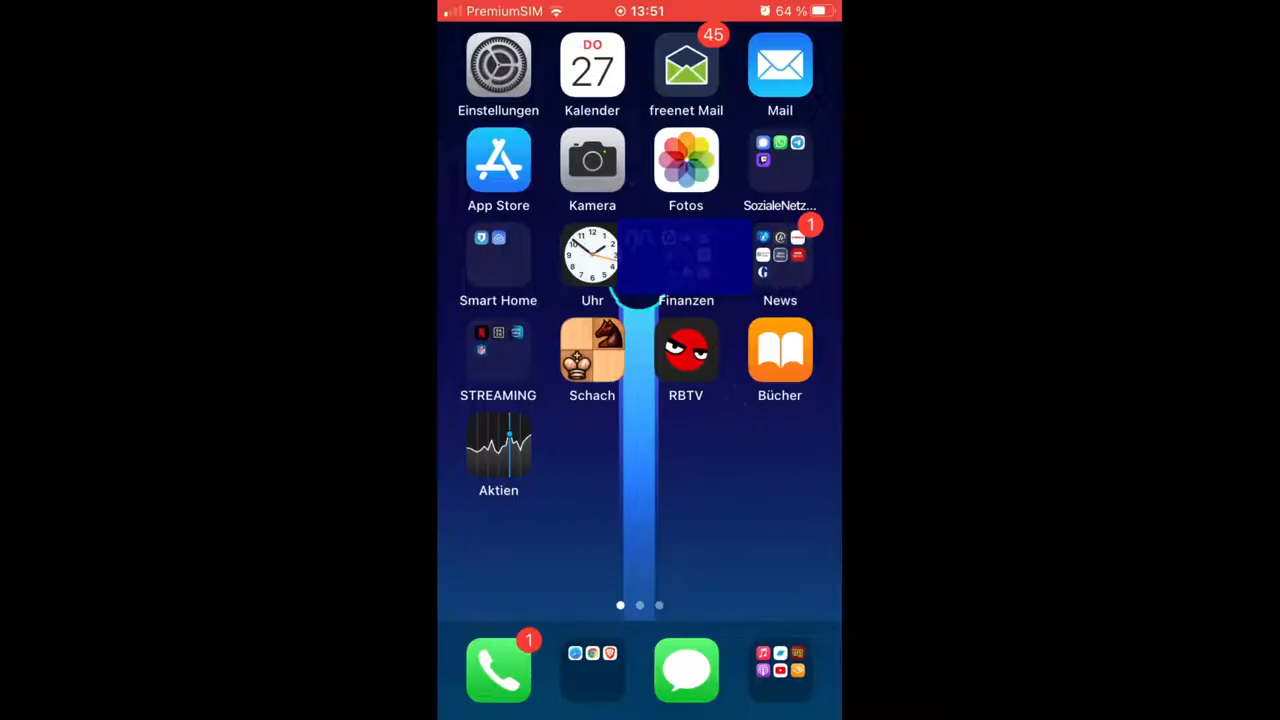 PremiumSIM 13:51 64 %
DO
27
45
Einstellungen Kalender freenet Mail Mail
App Store Kamera Fotos SozialeNetz...
1
Smart Home Uhr Finanzen News
STREAMING Schach RBTV Bücher
Aktien
1